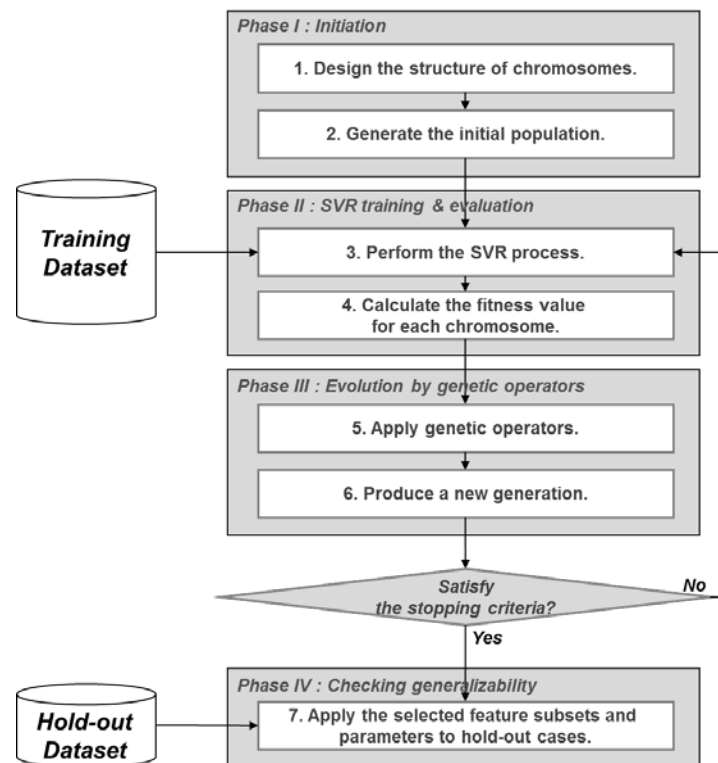 Phase I : Initiation
1. Design the structure of chromosomes.
2. Generate the initial population.
Phase II : SVR training & evaluation
Training
Dataset
3. Perform the SVR process.
4. Calculate the fitness value
for each chromosome.
Phase III : Evolution by genetic operators
5. Apply genetic operators.
6. Produce a new generation.
Satisfy
the stopping criteria?
No
Yes
Phase IV : Checking generalizability
Hold-out
Dataset
7. Apply the selected feature subsets and
parameters to hold-out cases.